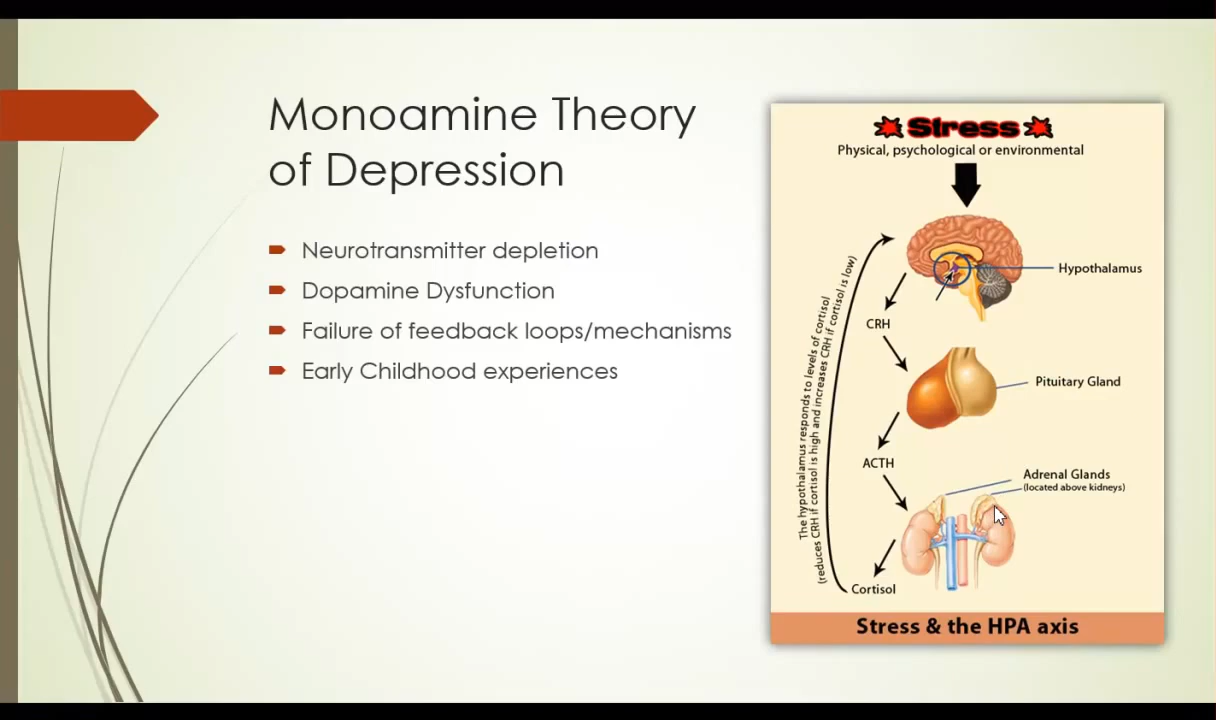 Monoamine Theory
of Depression
Neurotransmitter depletion
Dopamine Dysfunction
Failure of feedback loops/mechanisms
Early Childhood experiences
Stress
Physical, psychological or environmental
Hypothalamus
CRH
Pituitary Gland
ACTH
Adrenal Glands
(located above kidneys)
Cortisol
The hypothalamus responds to levels of cortisol
(reduces CRH if cortisol is high and increases CRH if cortisol is low)
Stress & the HPA axis